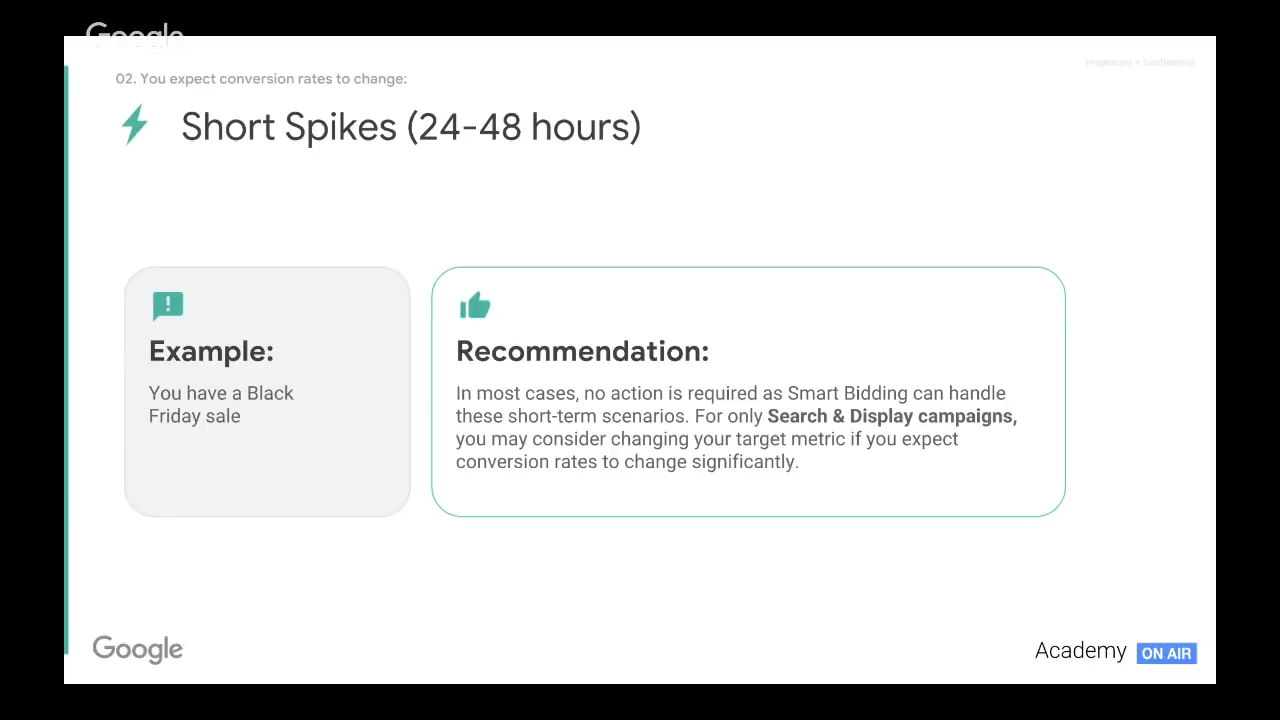 Google
02. You expect conversion rates to change:
Proprietary + Confidential
Short Spikes (24-48 hours)
Example:
You have a Black
Friday sale
Recommendation:
In most cases, no action is required as Smart Bidding can handle
these short-term scenarios. For only Search & Display campaigns,
you may consider changing your target metric if you expect
conversion rates to change significantly.
Google
Academy ON AIR